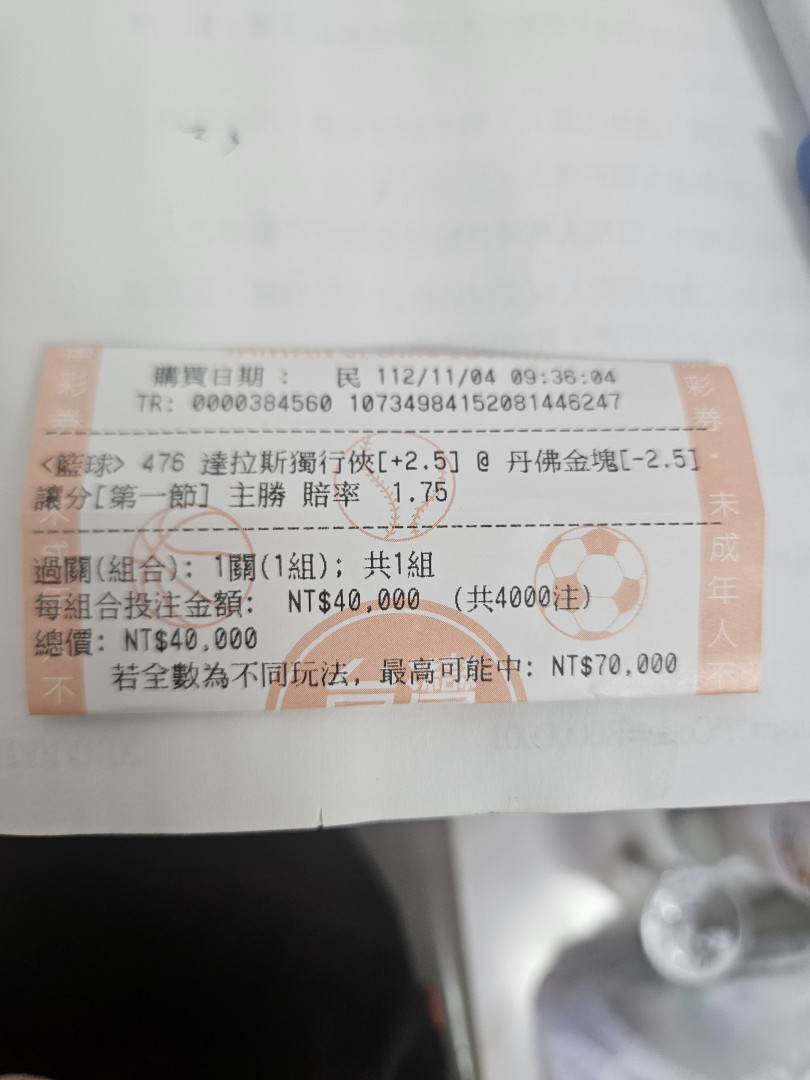 購買日期： 民 112/11/04 09:36:04
TR: 0000384560 10734984152081446247
<籃球> 476 達拉斯獨行俠[+2.5] @ 丹佛金塊[-2.5]
讓分[第一節] 主勝 賠率 1.75
過關(組合): 1關(1組); 共1組
每組合投注金額: NT$40,000 (共4000注)
總價: NT$40,000
若全數為不同玩法, 最高可能中: NT$70,000
彩券
未成
不
彩券．未成年人不